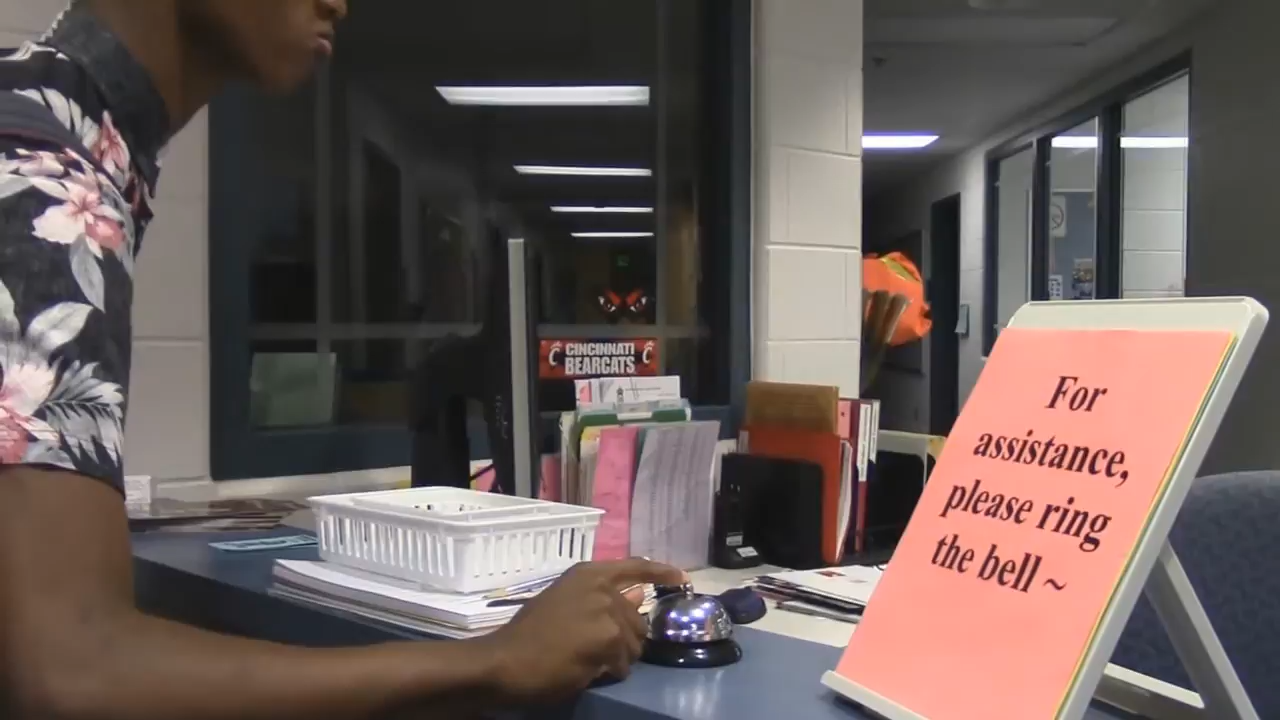 CINCINNATI
BEARCATS
For
assistance,
please ring
the bell ~